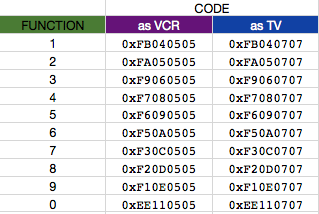 CODE
FUNCTION as VCR as TV
1 0xFB040505 0xFB040707
2 0xFA050505 0xFA050707
3 0xF9060505 0xF9060707
4 0xF7080505 0xF7080707
5 0xF6090505 0xF6090707
6 0xF50A0505 0xF50A0707
7 0xF30C0505 0xF30C0707
8 0xF20D0505 0xF20D0707
9 0xF10E0505 0xF10E0707
0 0xEE110505 0xEE110707